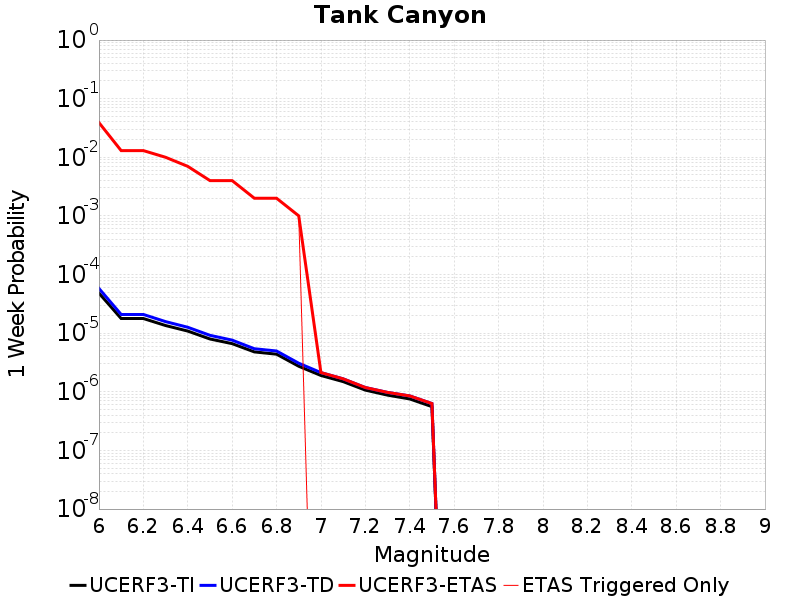 Tank Canyon
10^0
10^-1
10^-2
10^-3
10^-4
10^-5
10^-6
10^-7
10^-8
1 Week Probability
6 6.2 6.4 6.6 6.8 7 7.2 7.4 7.6 7.8 8 8.2 8.4 8.6 8.8 9
Magnitude
UCERF3-TI UCERF3-TD UCERF3-ETAS ETAS Triggered Only